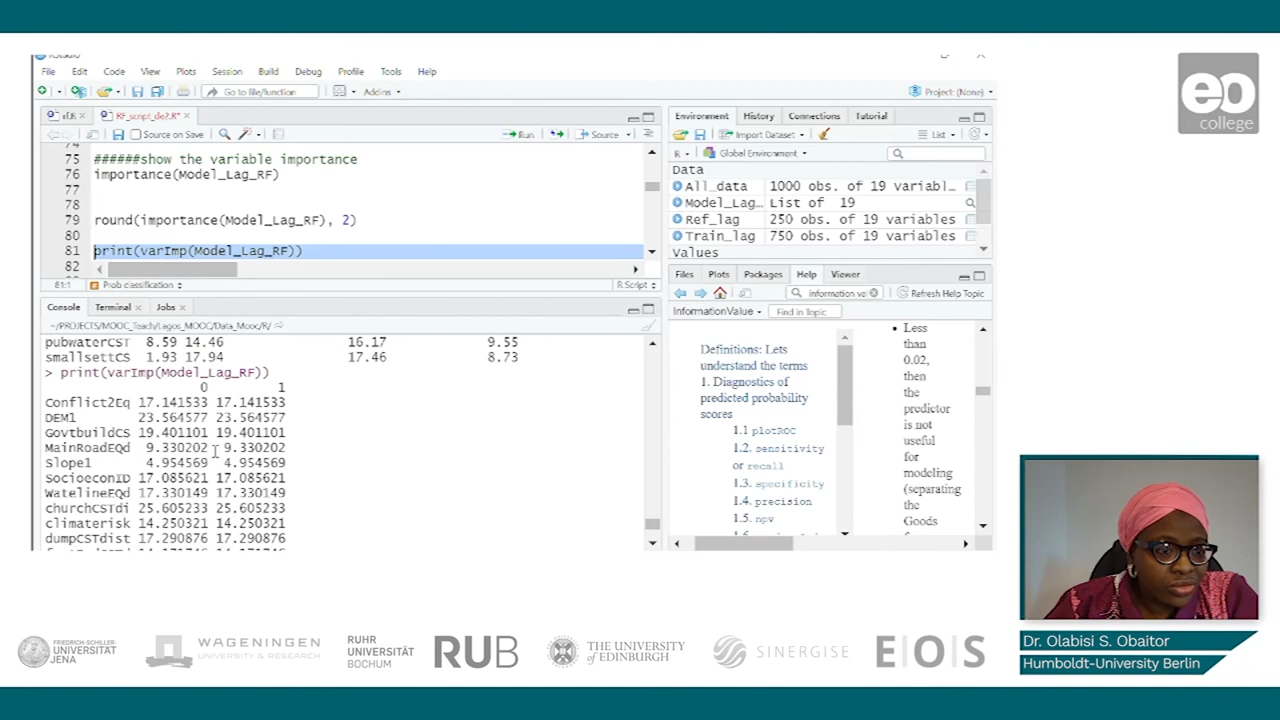 eo
college
RStudio
File Edit Code View Plots Session Build Debug Profile Tools Help
Go to file/function Addins Project: (None)
rf.R RF_script_de2.R*
Source on Save Run Source
74
75 ######show the variable importance
76 importance(Model_Lag_RF)
77
78
79 round(importance(Model_Lag_RF), 2)
80
81 print(varImp(Model_Lag_RF))
82
81:1 Prob classification R Script
Console Terminal Jobs
~/PROJECTS/MOOC_Teach/Lagos_MOOC/Data_Mooc/R/
pubwaterCST 8.59 14.46 16.17 9.55
smallsettCS 1.93 17.94 17.46 8.73
> print(varImp(Model_Lag_RF))
0 1
Conflict2Eq 17.141533 17.141533
DEM1 23.564577 23.564577
GovtbuildCS 19.401101 19.401101
MainRoadEQd 9.330202 9.330202
Slope1 4.954569 4.954569
SocioeconID 17.085621 17.085621
WatelineEQd 17.330149 17.330149
churchCSTdi 25.605233 25.605233
climaterisk 14.250321 14.250321
dumpCSTdist 17.290876 17.290876
Environment History Connections Tutorial
Import Dataset List
R Global Environment
Data
All_data 1000 obs. of 19 variabl…
Model_Lag… List of 19
Ref_lag 250 obs. of 19 variables
Train_lag 750 obs. of 19 variables
Values
Files Plots Packages Help Viewer
information va Refresh Help Topic
InformationValue Find in Topic
Definitions: Lets
understand the terms
1. Diagnostics of
predicted probability
scores
1.1 plotROC
1.2. sensitivity
or recall
1.3. specificity
1.4. precision
1.5. npv
Less
than
0.02,
then
the
predictor
is not
useful
for
modeling
(separating
the
Goods
Dr. Olabisi S. Obaitor
Humboldt-University Berlin
FRIEDRICH-SCHILLER-
UNIVERSITÄT
JENA
WAGENINGEN
UNIVERSITY & RESEARCH
RUHR
UNIVERSITÄT
BOCHUM
RUB
THE UNIVERSITY
of EDINBURGH
SINERGISE
E|O|S